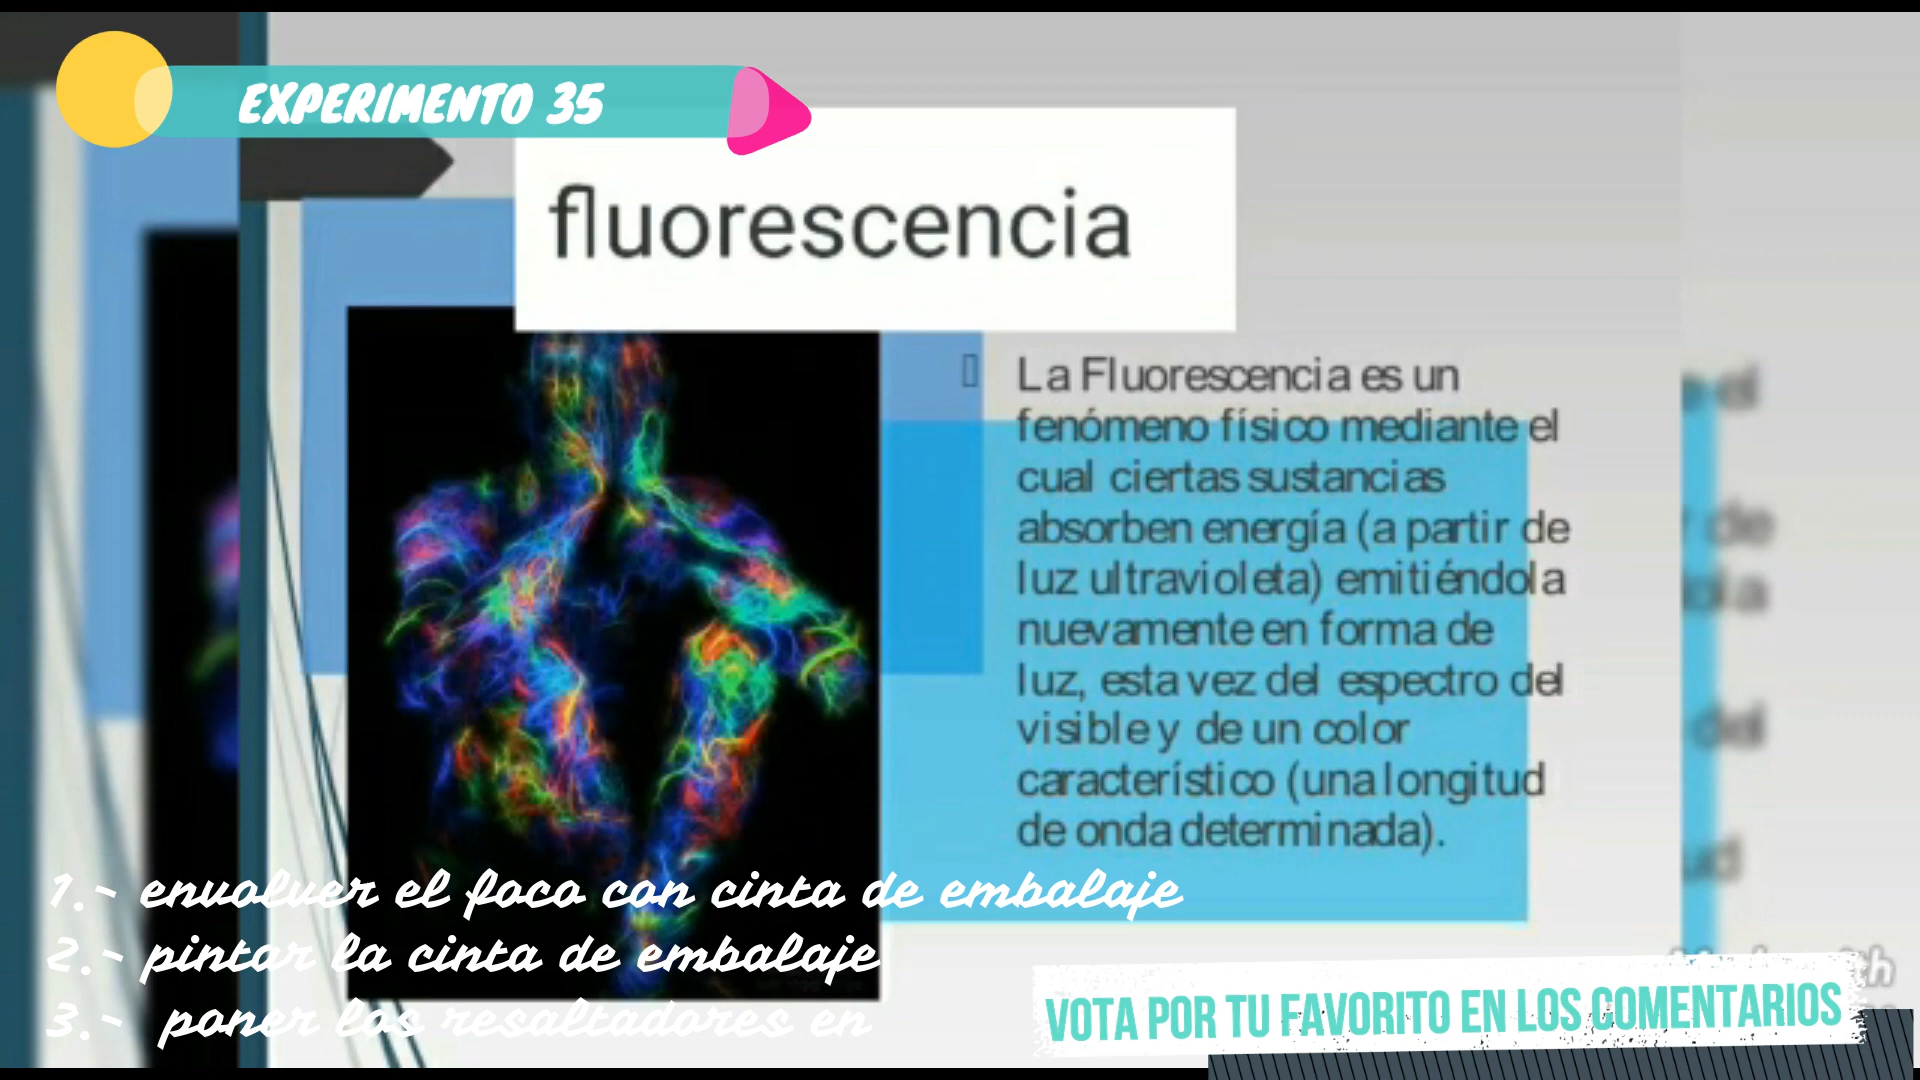 EXPERIMENTO 35
fluorescencia
La Fluorescencia es un
fenómeno físico mediante el
cual ciertas sustancias
absorben energía (a partir de
luz ultravioleta) emitiéndola
nuevamente en forma de
luz, esta vez del espectro del
visible y de un color
característico (una longitud
de onda determinada).
1.- envolver el foco con cinta de embalaje
2.- pintar la cinta de embalaje
3.- poner los resaltadores en
VOTA POR TU FAVORITO EN LOS COMENTARIOS